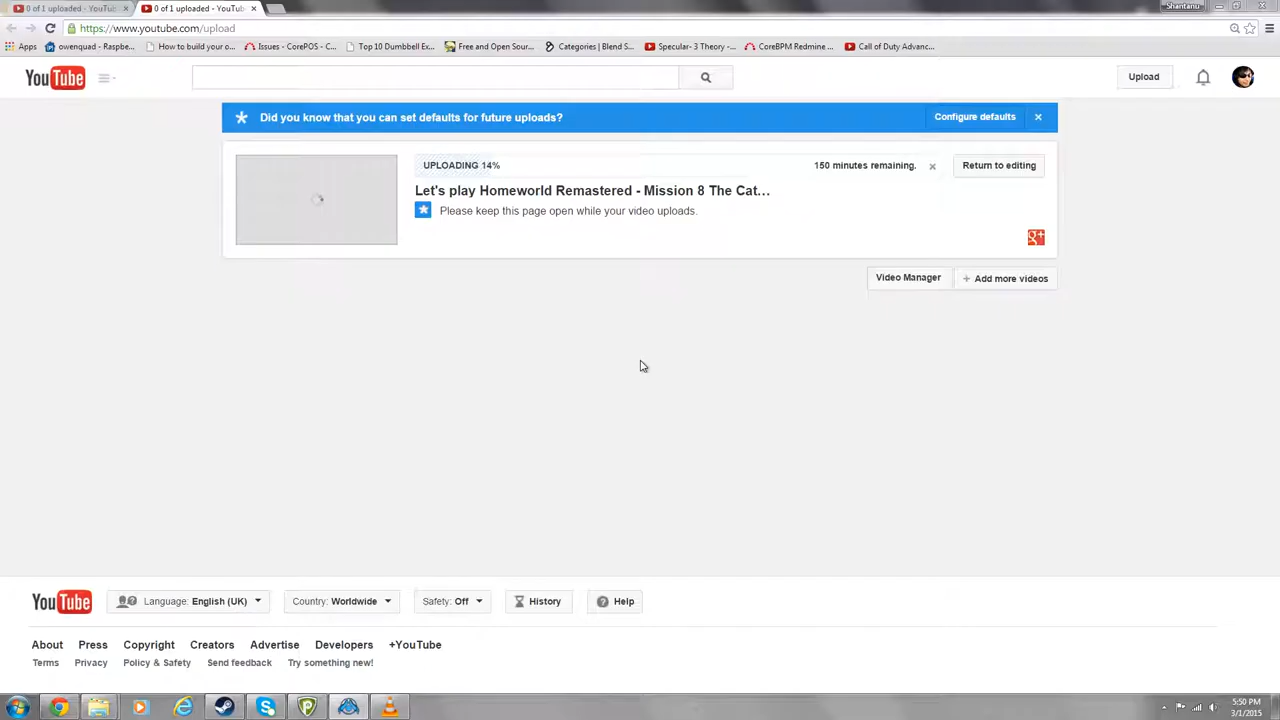 0 of 1 uploaded - YouTub
0 of 1 uploaded - YouTub
Shantanu
https://www.youtube.com/upload
Apps
owenquad - Raspbe...
How to build your o...
Issues - CorePOS - C...
Top 10 Dumbbell Ex...
Free and Open Sour...
Categories | Blend S...
Specular- 3 Theory -...
CoreBPM Redmine ...
Call of Duty Advanc...
YouTube
Upload
Did you know that you can set defaults for future uploads?
Configure defaults
UPLOADING 14%
150 minutes remaining.
Return to editing
Let's play Homeworld Remastered - Mission 8 The Cat...
Please keep this page open while your video uploads.
g+
Video Manager
+ Add more videos
YouTube
Language: English (UK)
Country: Worldwide
Safety: Off
History
Help
About
Press
Copyright
Creators
Advertise
Developers
+YouTube
Terms
Privacy
Policy & Safety
Send feedback
Try something new!
5:50 PM
3/1/2015